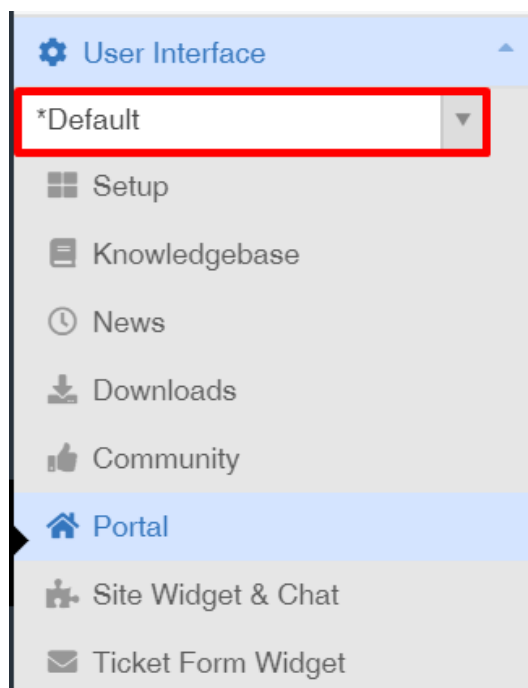 User Interface
*Default
Setup
Knowledgebase
News
Downloads
Community
Portal
Site Widget & Chat
Ticket Form Widget